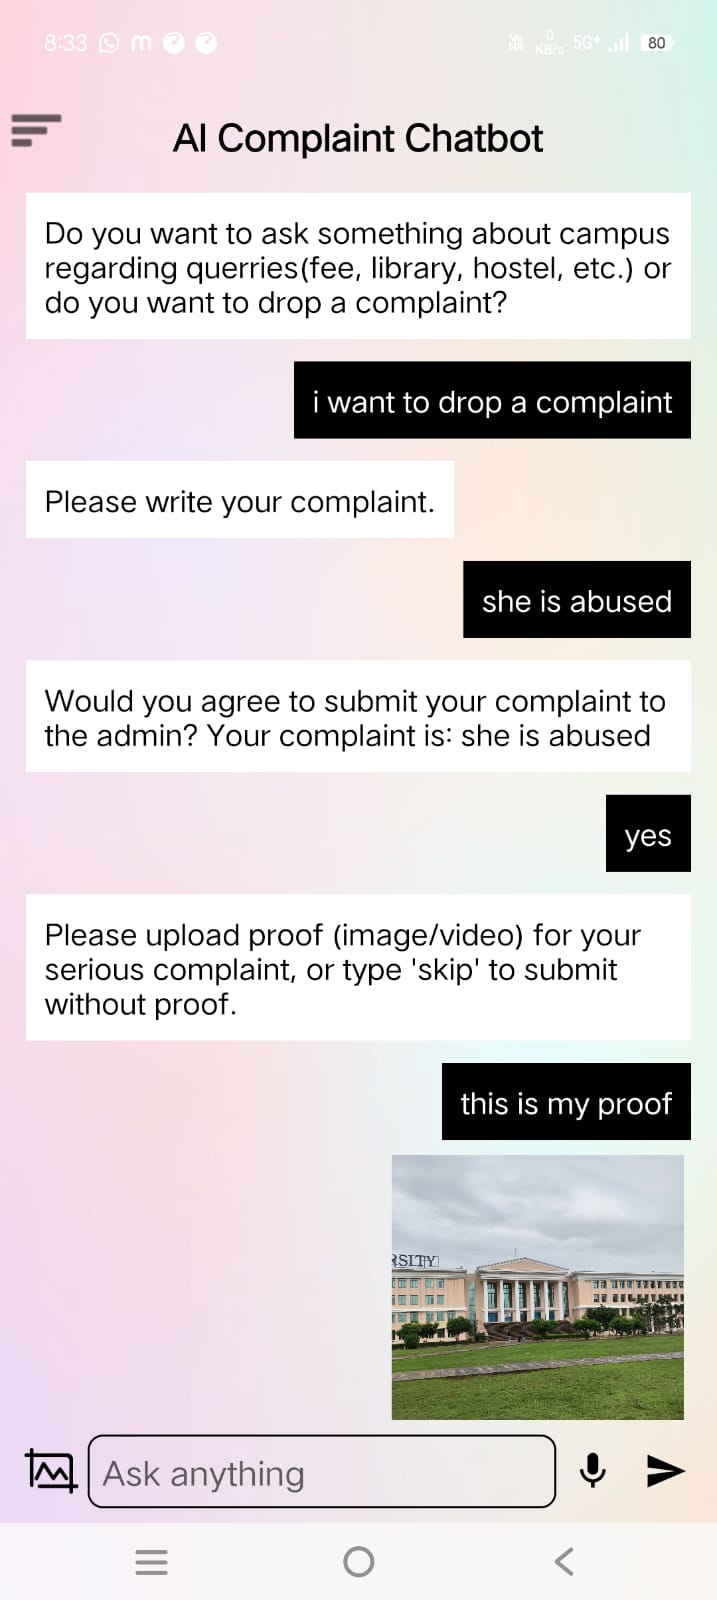 8:33
m
Vo
NR
0
KB/s
5G+
80
AI Complaint Chatbot
Do you want to ask something about campus
regarding querries(fee, library, hostel, etc.) or
do you want to drop a complaint?
i want to drop a complaint
Please write your complaint.
she is abused
Would you agree to submit your complaint to
the admin? Your complaint is: she is abused
yes
Please upload proof (image/video) for your
serious complaint, or type 'skip' to submit
without proof.
this is my proof
RSITY
Ask anything